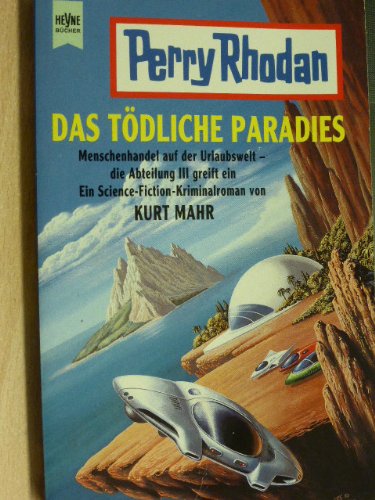 HEYNE
BÜCHER
Perry Rhodan
DAS TÖDLICHE PARADIES
Menschenhandel auf der Urlaubswelt –
die Abteilung III greift ein
Ein Science-Fiction-Kriminalroman von
KURT MAHR